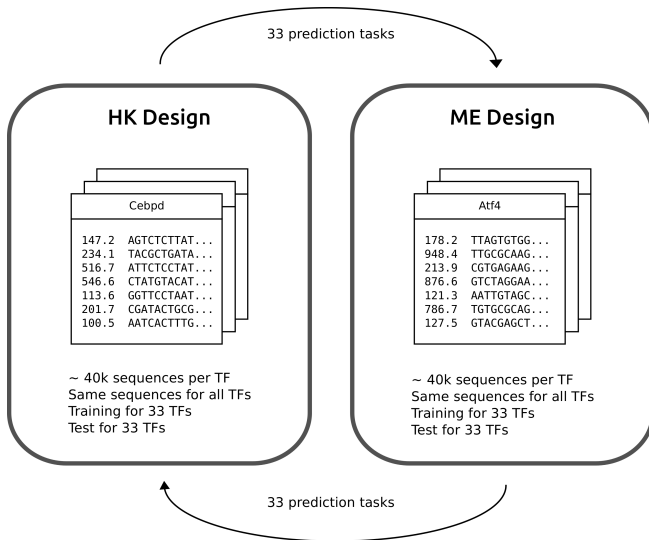 33 prediction tasks
HK Design
Cebpd
147.2 AGTCTCTTAT...
234.1 TACGCTGATA...
516.7 ATTCTCCTAT...
546.6 CTATGTACAT...
113.6 GGTTCCTAAT...
201.7 CGATACTGCG...
100.5 AATCACTTTG...
~ 40k sequences per TF
Same sequences for all TFs
Training for 33 TFs
Test for 33 TFs
ME Design
Atf4
178.2 TTAGTGTGG...
948.4 TTGCGCAAG...
213.9 CGTGAGAAG...
876.6 GTCTAGGAA...
121.3 AATTGTAGC...
786.7 TGTGCGCAG...
127.5 GTACGAGCT...
~ 40k sequences per TF
Same sequences for all TFs
Training for 33 TFs
Test for 33 TFs
33 prediction tasks